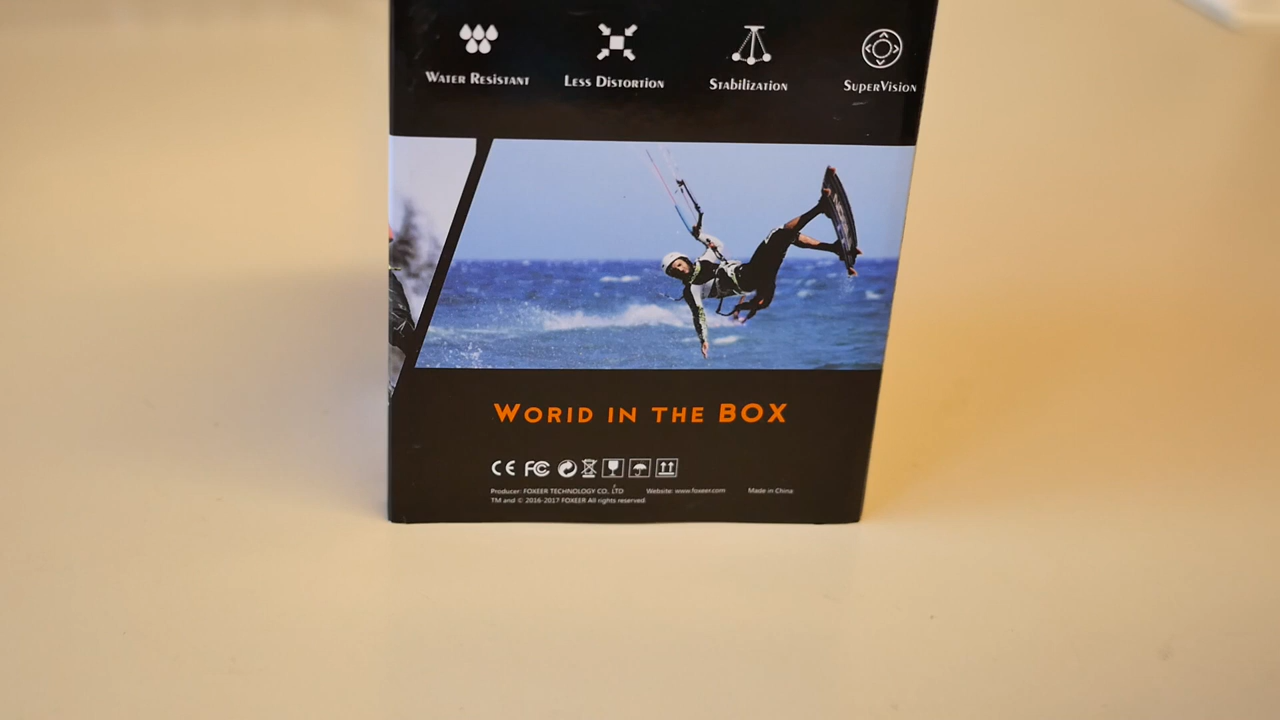 WATER RESISTANT LESS DISTORTION STABILIZATION SUPERVISION
WORID IN THE BOX
CE FC
Producer: FOXEER TECHNOLOGY CO., LTD Website: www.foxeer.com Made in China
TM and © 2016-2017 FOXEER All rights reserved